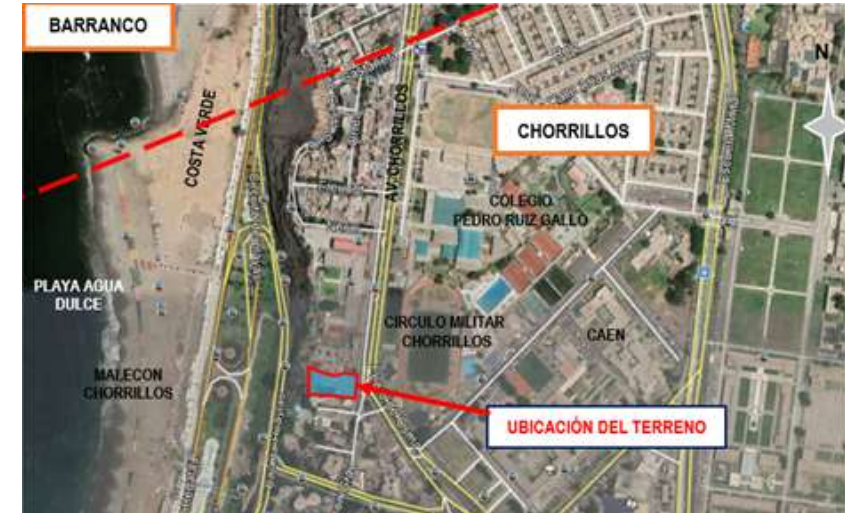 BARRANCO
N
COSTA VERDE
AV. CHORRILLOS
CHORRILLOS
COLEGIO
PEDRO RUIZ GALLO
PLAYA AGUA
DULCE
CIRCULO MILITAR
CHORRILLOS
CAEN
MALECON
CHORRILLOS
UBICACIÓN DEL TERRENO